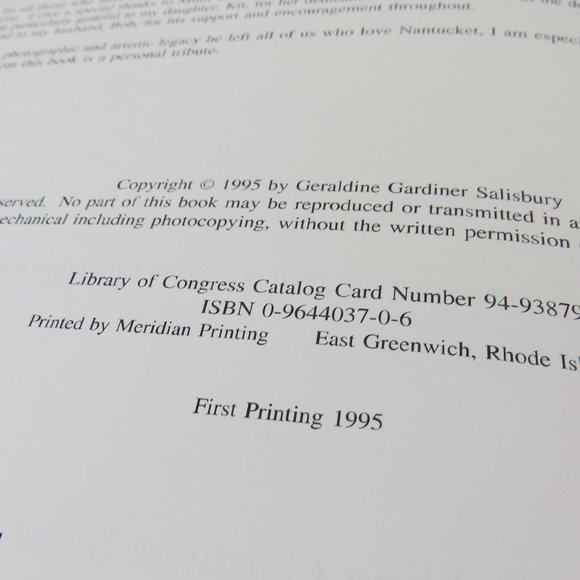 To all those who have
I owe a special thanks to
particularly grateful to my daughter, Kit, for her
to my husband, Bob, for his support and encouragement throughout.
photographic and artistic legacy he left all of us who love Nantucket, I am espec
this book is a personal tribute.
Copyright © 1995 by Geraldine Gardiner Salisbury
served. No part of this book may be reproduced or transmitted in a
echanical including photocopying, without the written permission
Library of Congress Catalog Card Number 94-93879
ISBN 0-9644037-0-6
Printed by Meridian Printing East Greenwich, Rhode Is
First Printing 1995